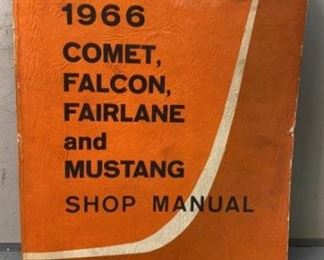 1966
COMET,
FALCON,
FAIRLANE
and
MUSTANG
SHOP MANUAL